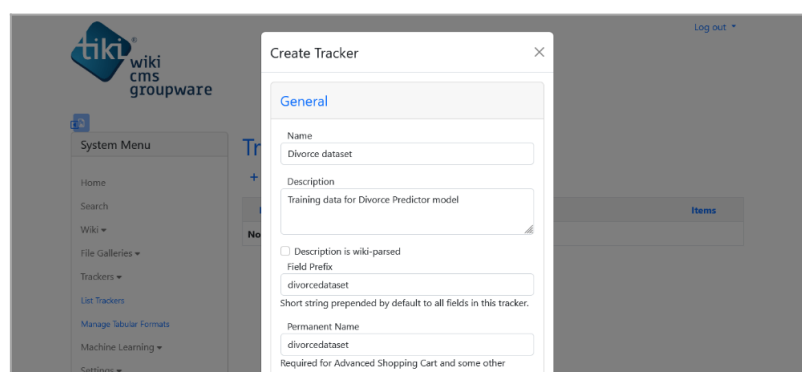 Log out
tiki
wiki
cms
groupware
Create Tracker
General
System Menu
Tr
Name
Divorce dataset
Home
+
Description
Search
Training data for Divorce Predictor model
Items
Wiki
No
File Galleries
Description is wiki-parsed
Field Prefix
Trackers
divorcedataset
List Trackers
Short string prepended by default to all fields in this tracker.
Manage Tabular Formats
Permanent Name
Machine Learning
divorcedataset
Required for Advanced Shopping Cart and some other
Settings